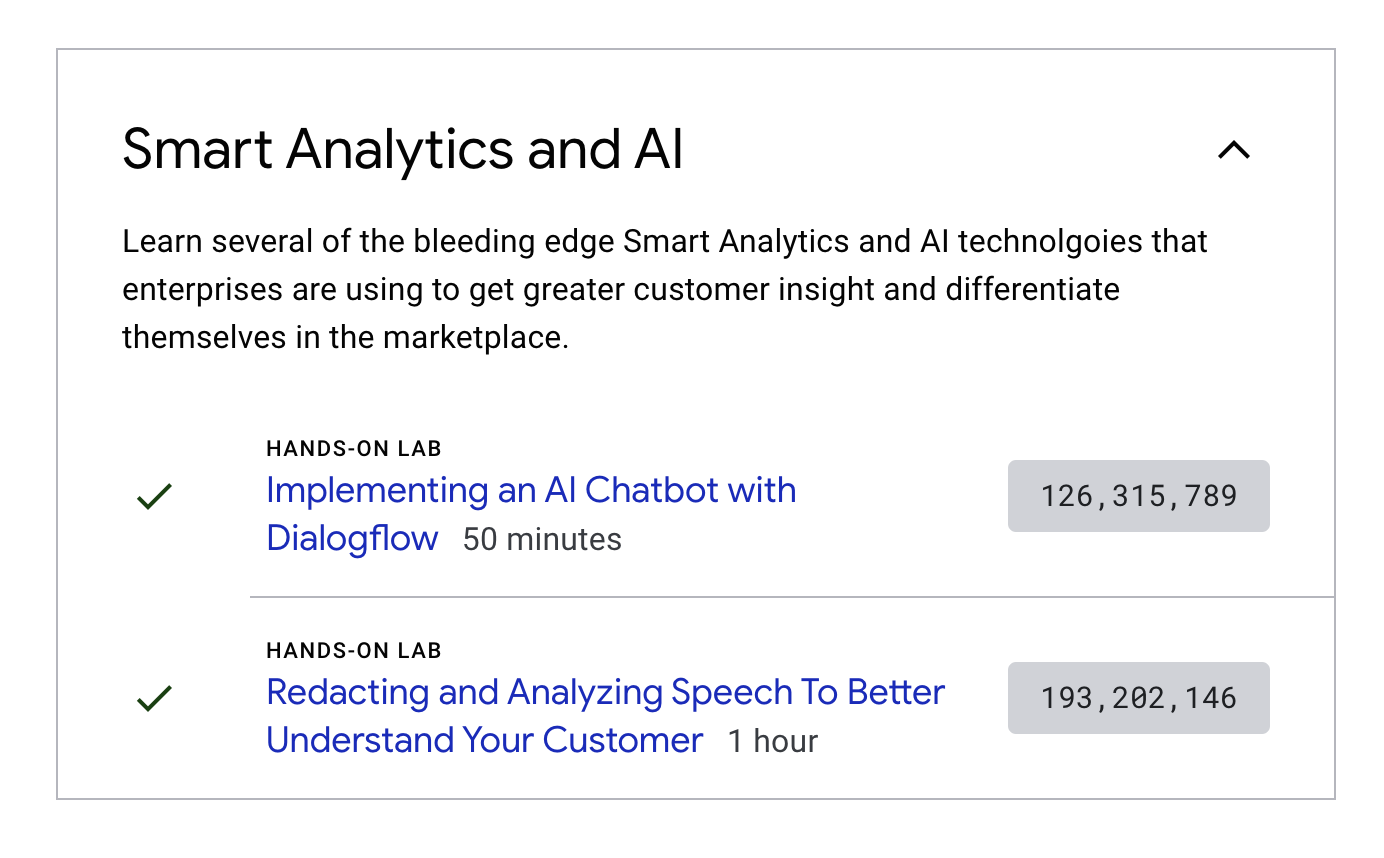 Smart Analytics and AI
Learn several of the bleeding edge Smart Analytics and AI technolgoies that
enterprises are using to get greater customer insight and differentiate
themselves in the marketplace.
HANDS-ON LAB
Implementing an AI Chatbot with
Dialogflow 50 minutes
126,315,789
HANDS-ON LAB
Redacting and Analyzing Speech To Better
Understand Your Customer 1 hour
193,202,146